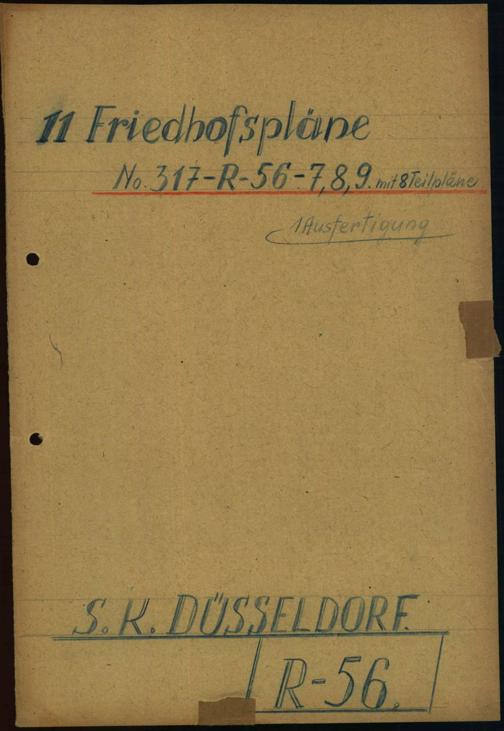 11 Friedhofspläne
No. 317-R-56-7,8,9. mit 8 Teilpläne
1 Ausfertigung
S. K. DÜSSELDORF.
R-56.